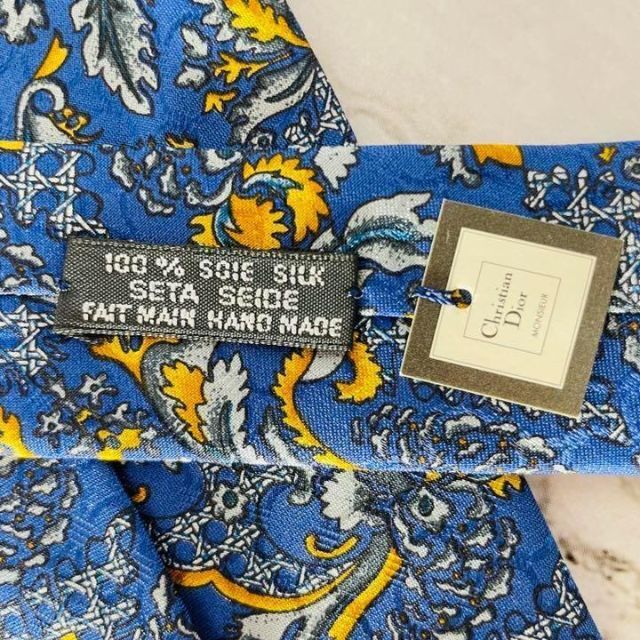 100 % SOIE SILK
SETA SEIDE
FAIT MAIN HAND MADE
Christian
Dior
MONSIEUR